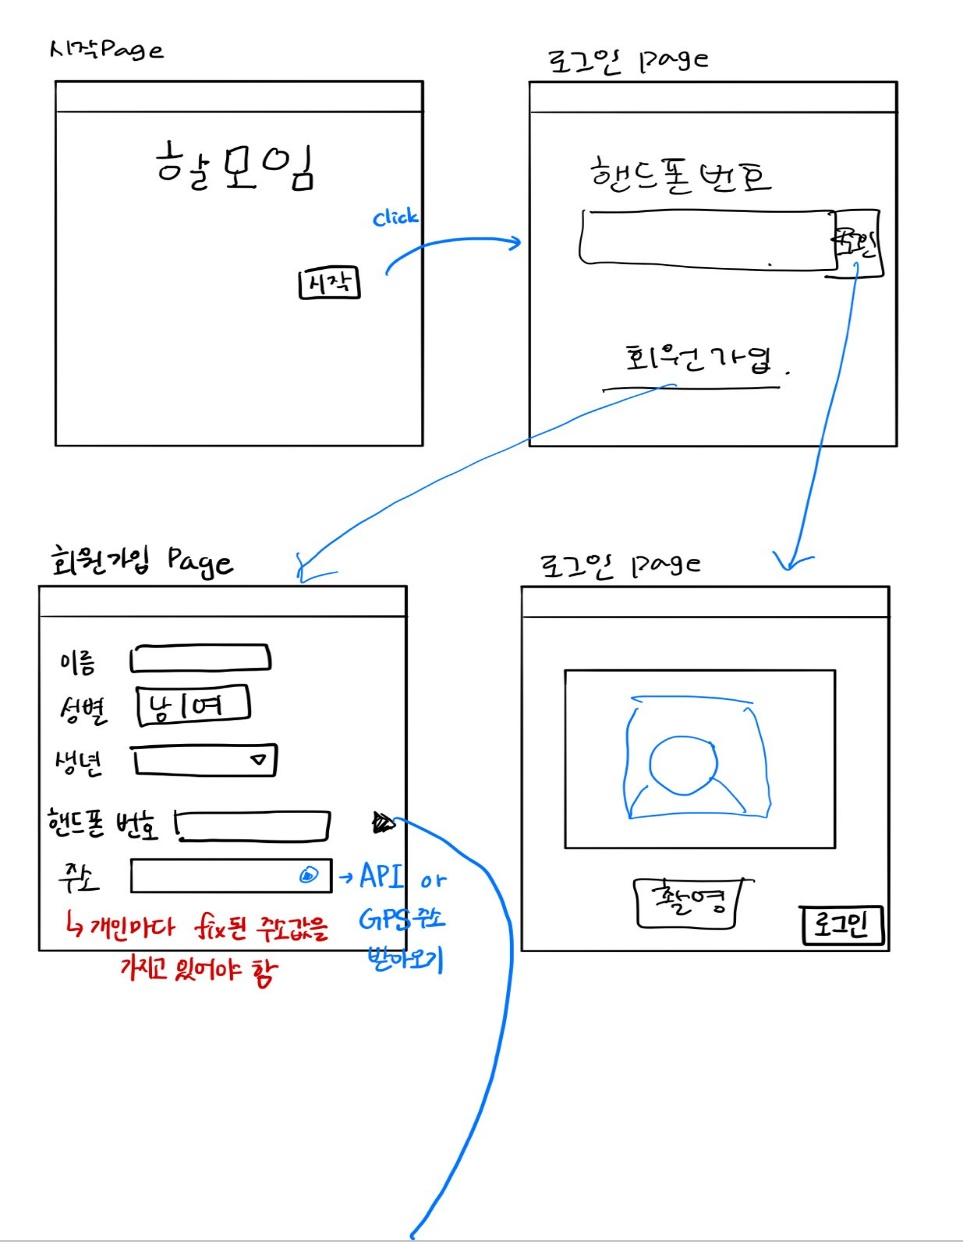 시작Page
할모임
click
시작
로그인 page
핸드폰 번호
회원가입.
회원가입 Page
이름
성별 남|여
생년
핸드폰 번호
주소
→ API or
GPS 주소
받아오기
↳ 개인마다 fix된 주소값을
가지고 있어야 함
로그인 page
촬영
로그인